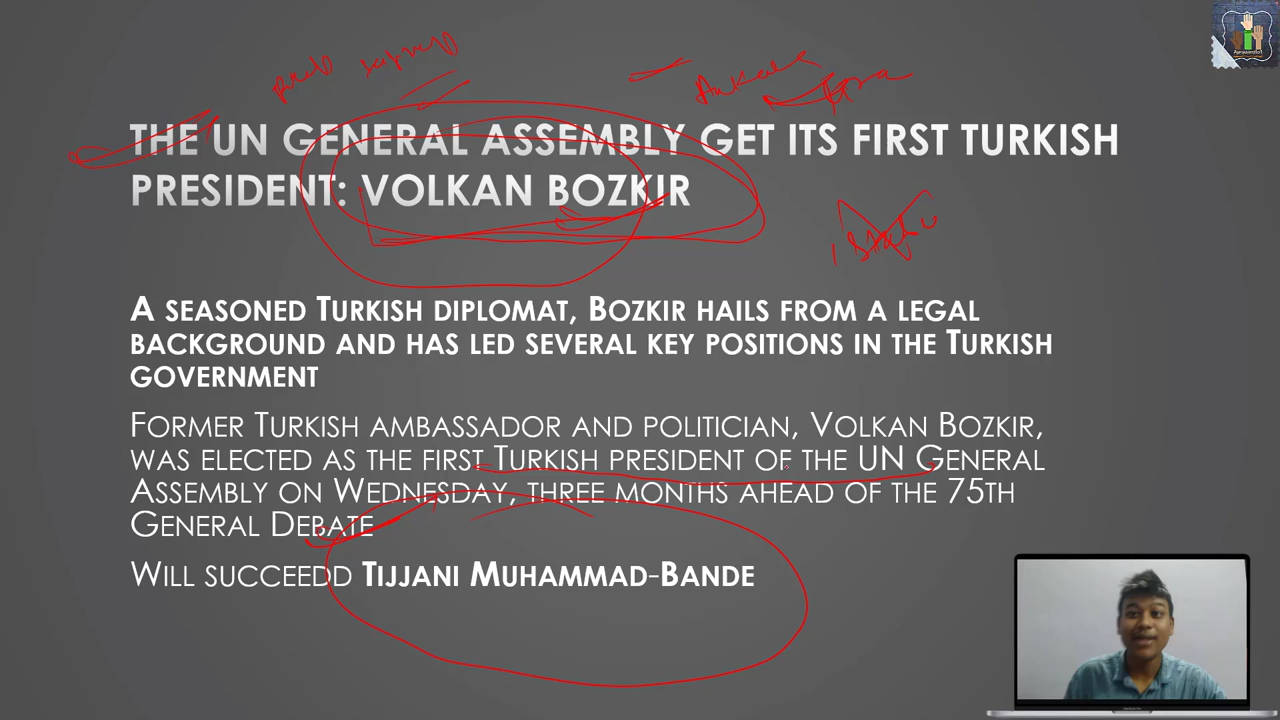 THE UN GENERAL ASSEMBLY GET ITS FIRST TURKISH
PRESIDENT: VOLKAN BOZKIR
A SEASONED TURKISH DIPLOMAT, BOZKIR HAILS FROM A LEGAL
BACKGROUND AND HAS LED SEVERAL KEY POSITIONS IN THE TURKISH
GOVERNMENT
FORMER TURKISH AMBASSADOR AND POLITICIAN, VOLKAN BOZKIR,
WAS ELECTED AS THE FIRST TURKISH PRESIDENT OF THE UN GENERAL
ASSEMBLY ON WEDNESDAY, THREE MONTHS AHEAD OF THE 75TH
GENERAL DEBATE
WILL SUCCEEDD TIJJANI MUHAMMAD-BANDE